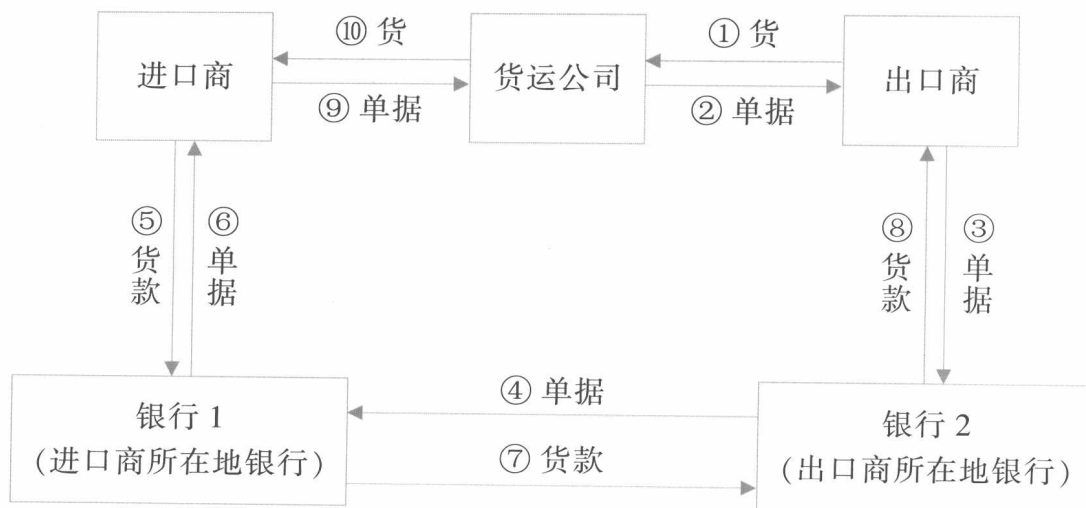 ⑩ 货
① 货
进口商
货运公司
出口商
⑨ 单据
② 单据
⑤
货
款
⑥
单
据
⑧
货
款
③
单
据
④ 单据
银行 1
(进口商所在地银行)
⑦ 货款
银行 2
(出口商所在地银行)